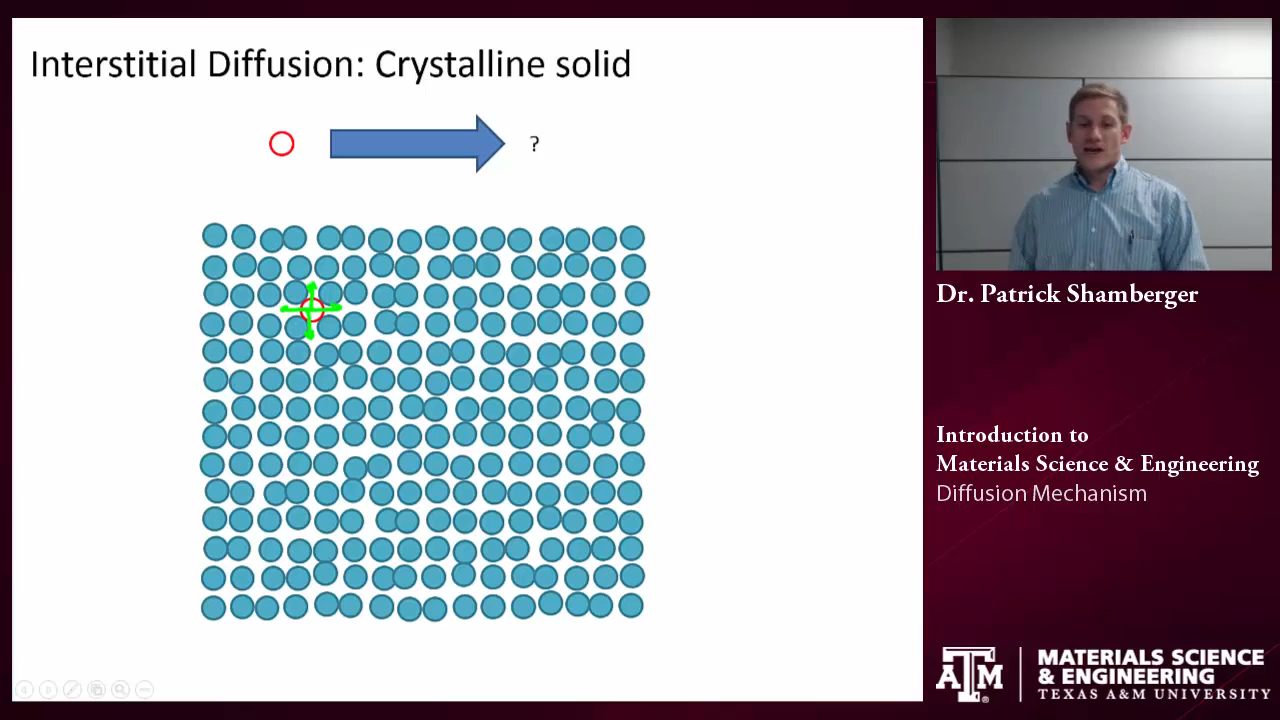 Interstitial Diffusion: Crystalline solid
?
Dr. Patrick Shamberger
Introduction to
Materials Science & Engineering
Diffusion Mechanism
ATM®
MATERIALS SCIENCE
& ENGINEERING
TEXAS A&M UNIVERSITY